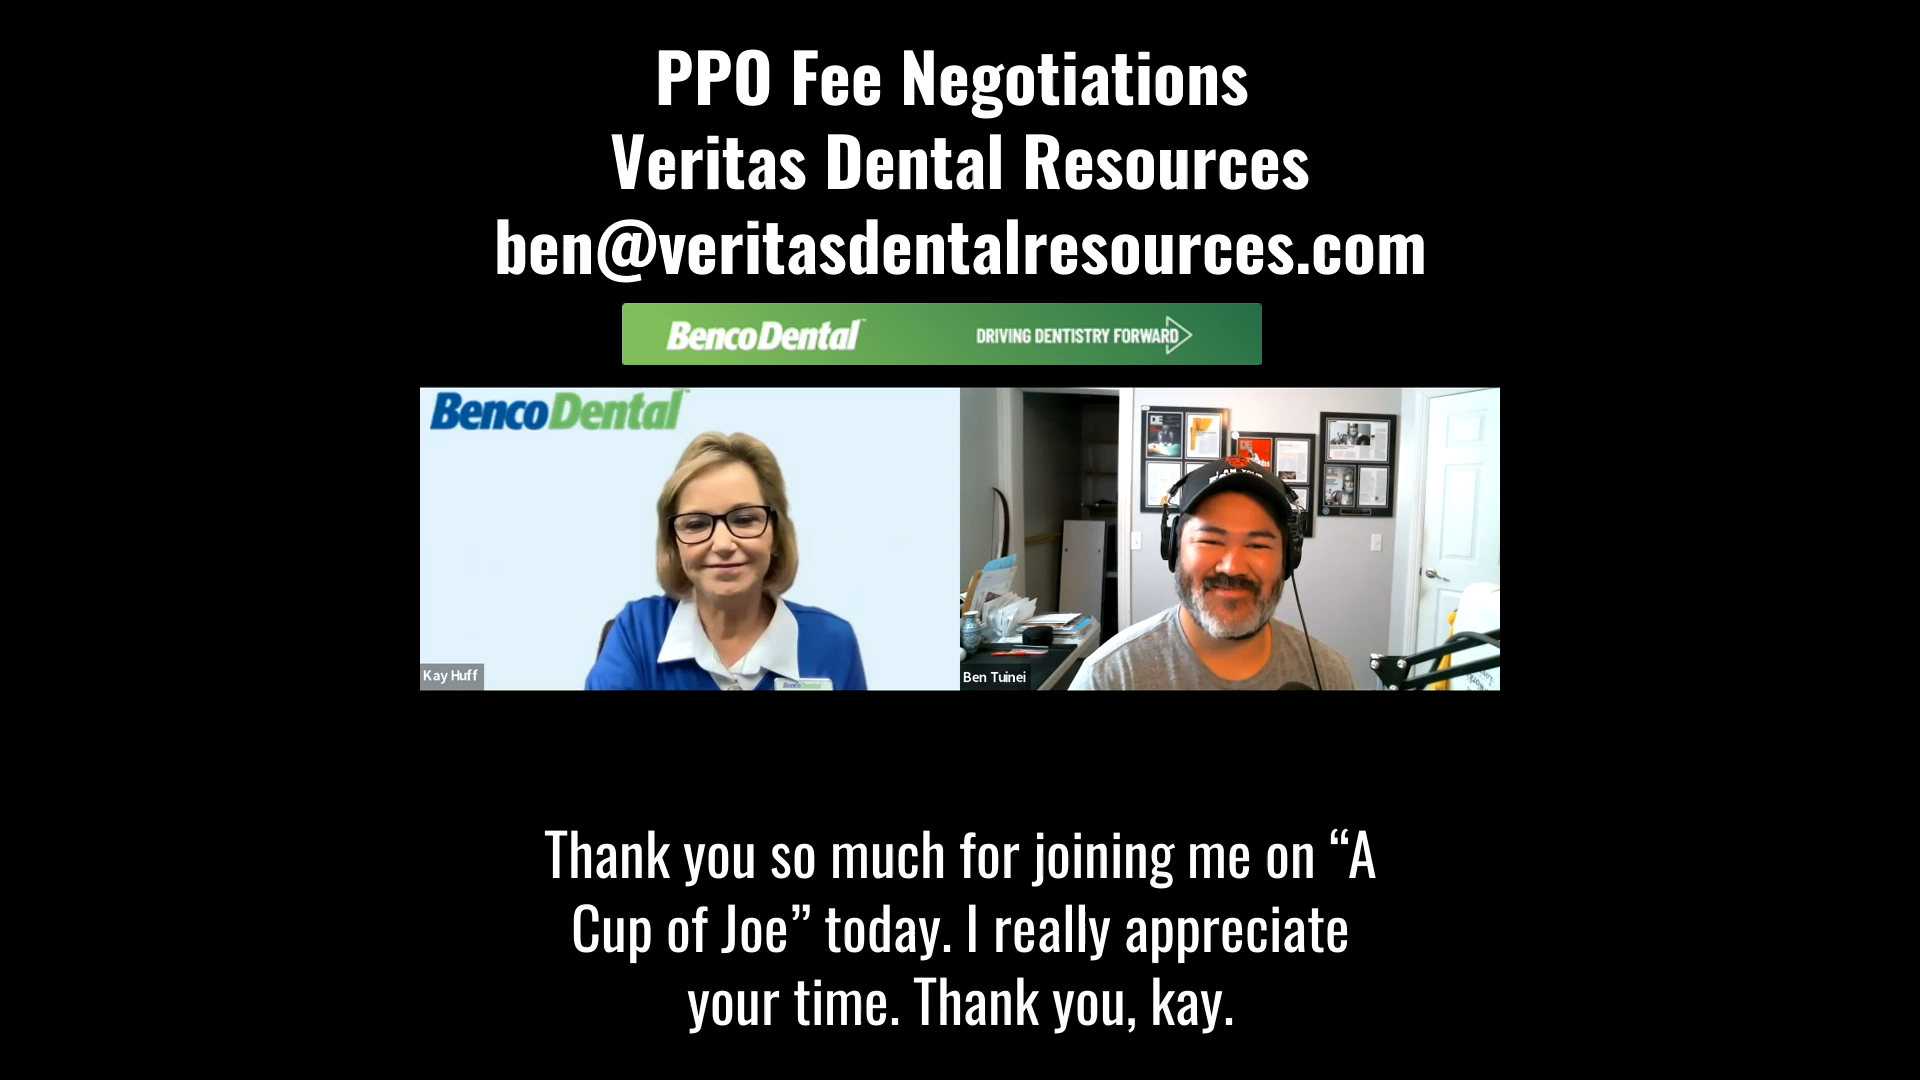 PPO Fee Negotiations
Veritas Dental Resources
ben@veritasdentalresources.com
BencoDental™ DRIVING DENTISTRY FORWARD
BencoDental
Kay Huff
BencoDental
Ben Tuinei
Thank you so much for joining me on “A
Cup of Joe” today. I really appreciate
your time. Thank you, kay.